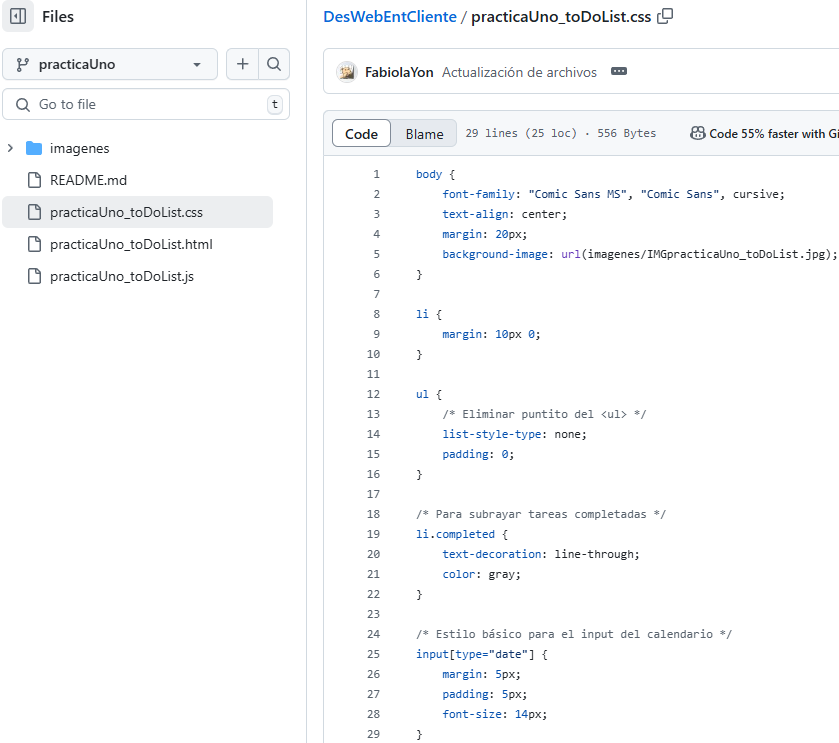 Files
practicaUno
Go to file
t
imagenes
README.md
practicaUno_toDoList.css
practicaUno_toDoList.html
practicaUno_toDoList.js
DesWebEntCliente / practicaUno_toDoList.css
FabiolaYon Actualización de archivos
Code Blame 29 lines (25 loc) · 556 Bytes Code 55% faster with Gi
1 body {
2 font-family: "Comic Sans MS", "Comic Sans", cursive;
3 text-align: center;
4 margin: 20px;
5 background-image: url(imagenes/IMGpracticaUno_toDoList.jpg);
6 }
7
8 li {
9 margin: 10px 0;
10 }
11
12 ul {
13 /* Eliminar puntito del <ul> */
14 list-style-type: none;
15 padding: 0;
16 }
17
18 /* Para subrayar tareas completadas */
19 li.completed {
20 text-decoration: line-through;
21 color: gray;
22 }
23
24 /* Estilo básico para el input del calendario */
25 input[type="date"] {
26 margin: 5px;
27 padding: 5px;
28 font-size: 14px;
29 }